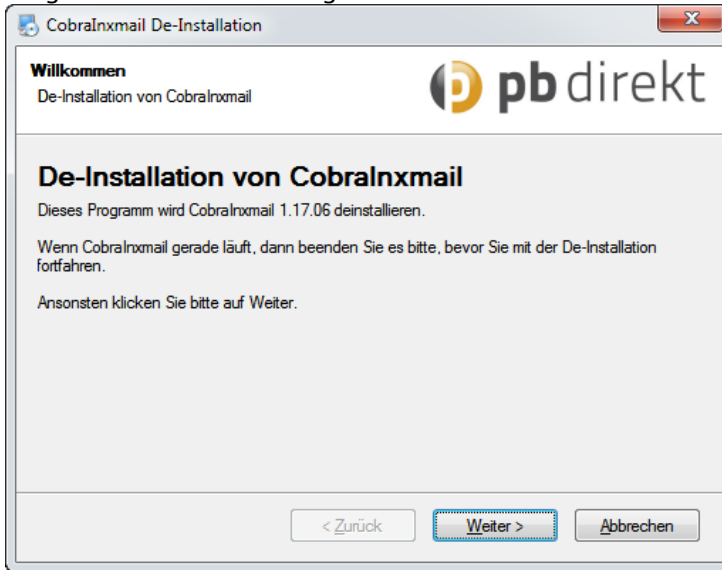 CobraInxmail De-Installation
Willkommen
De-Installation von CobraInxmail
pb direkt
De-Installation von CobraInxmail
Dieses Programm wird CobraInxmail 1.17.06 deinstallieren.
Wenn CobraInxmail gerade läuft, dann beenden Sie es bitte, bevor Sie mit der De-Installation
fortfahren.
Ansonsten klicken Sie bitte auf Weiter.
< Zurück
Weiter >
Abbrechen